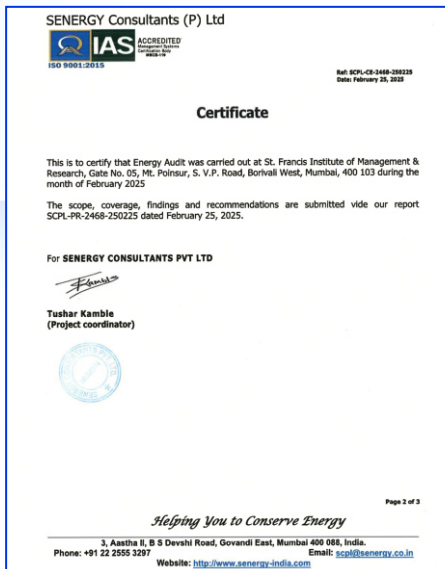 SENERGY Consultants (P) Ltd
IAS ACCREDITED
Management Systems
Certification Body
MSCB-119
ISO 9001:2015
Ref: SCPL-CE-2468-250225
Date: February 25, 2025
Certificate
This is to certify that Energy Audit was carried out at St. Francis Institute of Management &
Research, Gate No. 05, Mt. Poinsur, S. V.P. Road, Borivali West, Mumbai, 400 103 during the
month of February 2025
The scope, coverage, findings and recommendations are submitted vide our report
SCPL-PR-2468-250225 dated February 25, 2025.
For SENERGY CONSULTANTS PVT LTD
Tushar Kamble
(Project coordinator)
Page 2 of 3
Helping You to Conserve Energy
3, Aastha II, B S Devshi Road, Govandi East, Mumbai 400 088, India.
Phone: +91 22 2555 3297 Email: scpl@senergy.co.in
Website: http://www.senergy-india.com